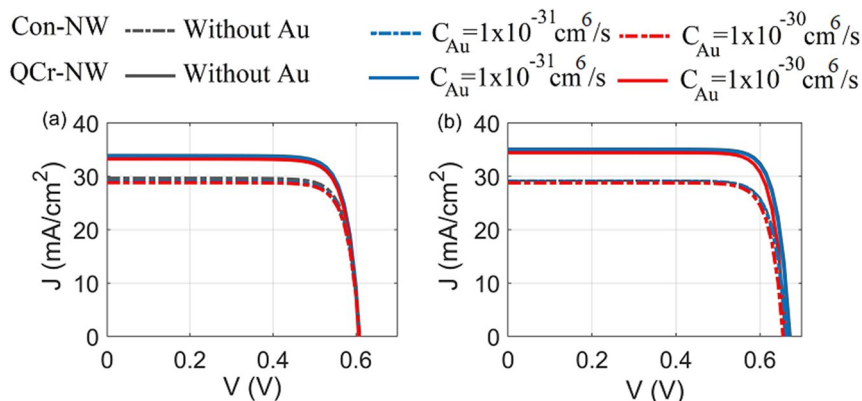 Con-NW Without Au C_Au=1x10^-31 cm^6/s C_Au=1x10^-30 cm^6/s
QCr-NW Without Au C_Au=1x10^-31 cm^6/s C_Au=1x10^-30 cm^6/s
(a)
40
30
20
10
0
J (mA/cm^2)
0 0.2 0.4 0.6
V (V)
(b)
40
30
20
10
0
J (mA/cm^2)
0 0.2 0.4 0.6
V (V)